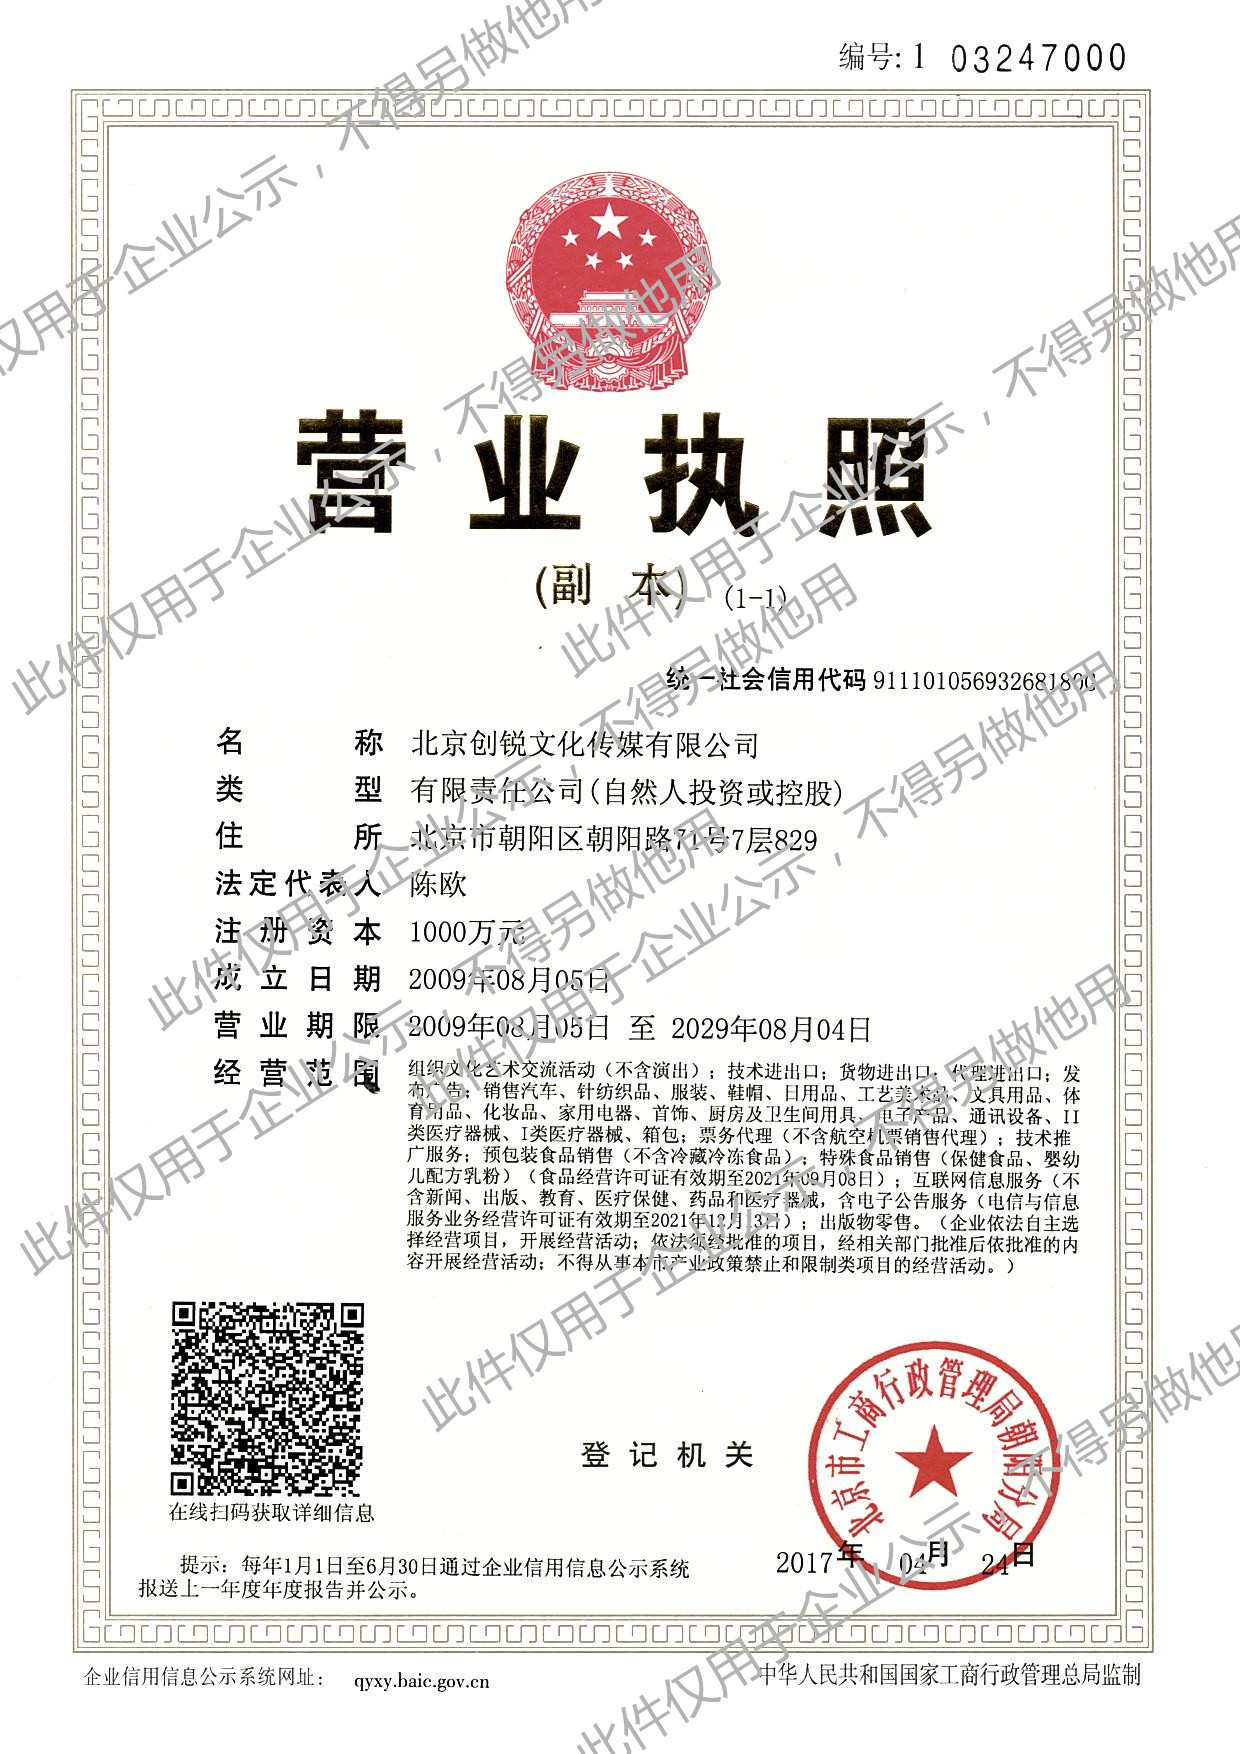 编号: 1 03247000
营业执照
(副 本) (1-1)
统一社会信用代码 91110105693268180C
名 称 北京创锐文化传媒有限公司
类 型 有限责任公司(自然人投资或控股)
住 所 北京市朝阳区朝阳路71号7层829
法定代表人 陈欧
注册资本 1000万元
成立日期 2009年08月05日
营业期限 2009年08月05日 至 2029年08月04日
经营范围 组织文化艺术交流活动（不含演出）；技术进出口；货物进出口；代理进出口；发
布广告；销售汽车、针纺织品、服装、鞋帽、日用品、工艺美术品、文具用品、体
育用品、化妆品、家用电器、首饰、厨房及卫生间用具、电子产品、通讯设备、II
类医疗器械、I类医疗器械、箱包；票务代理（不含航空机票销售代理）；技术推
广服务；预包装食品销售（不含冷藏冷冻食品）；特殊食品销售（保健食品、婴幼
儿配方乳粉）（食品经营许可证有效期至2021年09月08日）；互联网信息服务（不
含新闻、出版、教育、医疗保健、药品和医疗器械，含电子公告服务（电信与信息
服务业务经营许可证有效期至2021年12月13日）；出版物零售。（企业依法自主选
择经营项目，开展经营活动；依法须经批准的项目，经相关部门批准后依批准的内
容开展经营活动；不得从事本市产业政策禁止和限制类项目的经营活动。）
在线扫码获取详细信息
登记机关
北京市工商行政管理局朝阳分局
2017年 04月 24日
提示：每年1月1日至6月30日通过企业信用信息公示系统
报送上一年度年度报告并公示。
企业信用信息公示系统网址： qyxy.baic.gov.cn
中华人民共和国国家工商行政管理总局监制
此件仅用于企业公示，不得另做他用